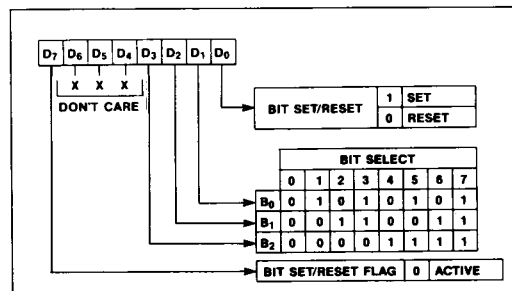 D7 D6 D5 D4 D3 D2 D1 D0
X X X
DON'T CARE
BIT SET/RESET
1 SET
0 RESET
BIT SELECT
0 1 2 3 4 5 6 7
B0 0 1 0 1 0 1 0 1
B1 0 0 1 1 0 0 1 1
B2 0 0 0 0 1 1 1 1
BIT SET/RESET FLAG 0 ACTIVE